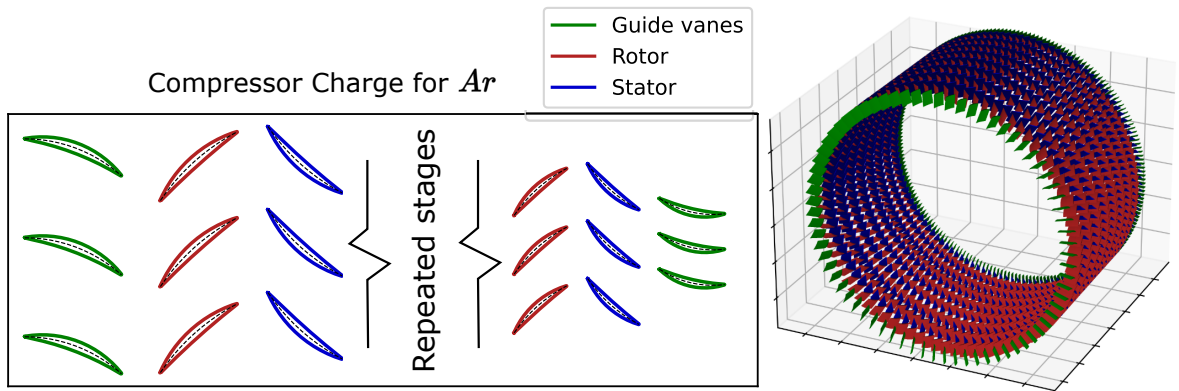 Guide vanes
Rotor
Stator
Compressor Charge for Ar
Repeated stages